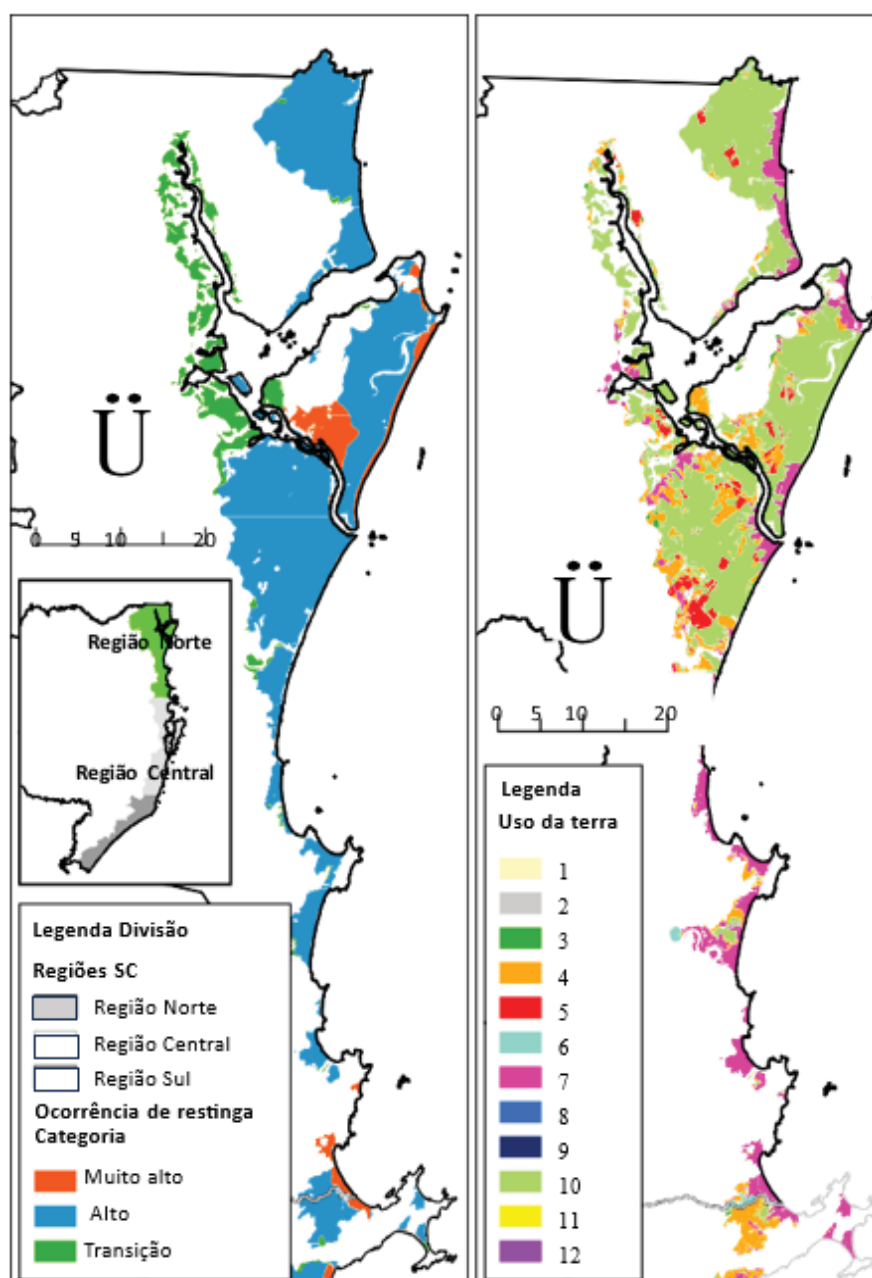 Ü
0 5 10 20
Região Norte
Região Central
Legenda Divisão
Regiões SC
Região Norte
Região Central
Região Sul
Ocorrência de restinga
Categoria
Muito alto
Alto
Transição
Ü
0 5 10 20
Legenda
Uso da terra
1
2
3
4
5
6
7
8
9
10
11
12